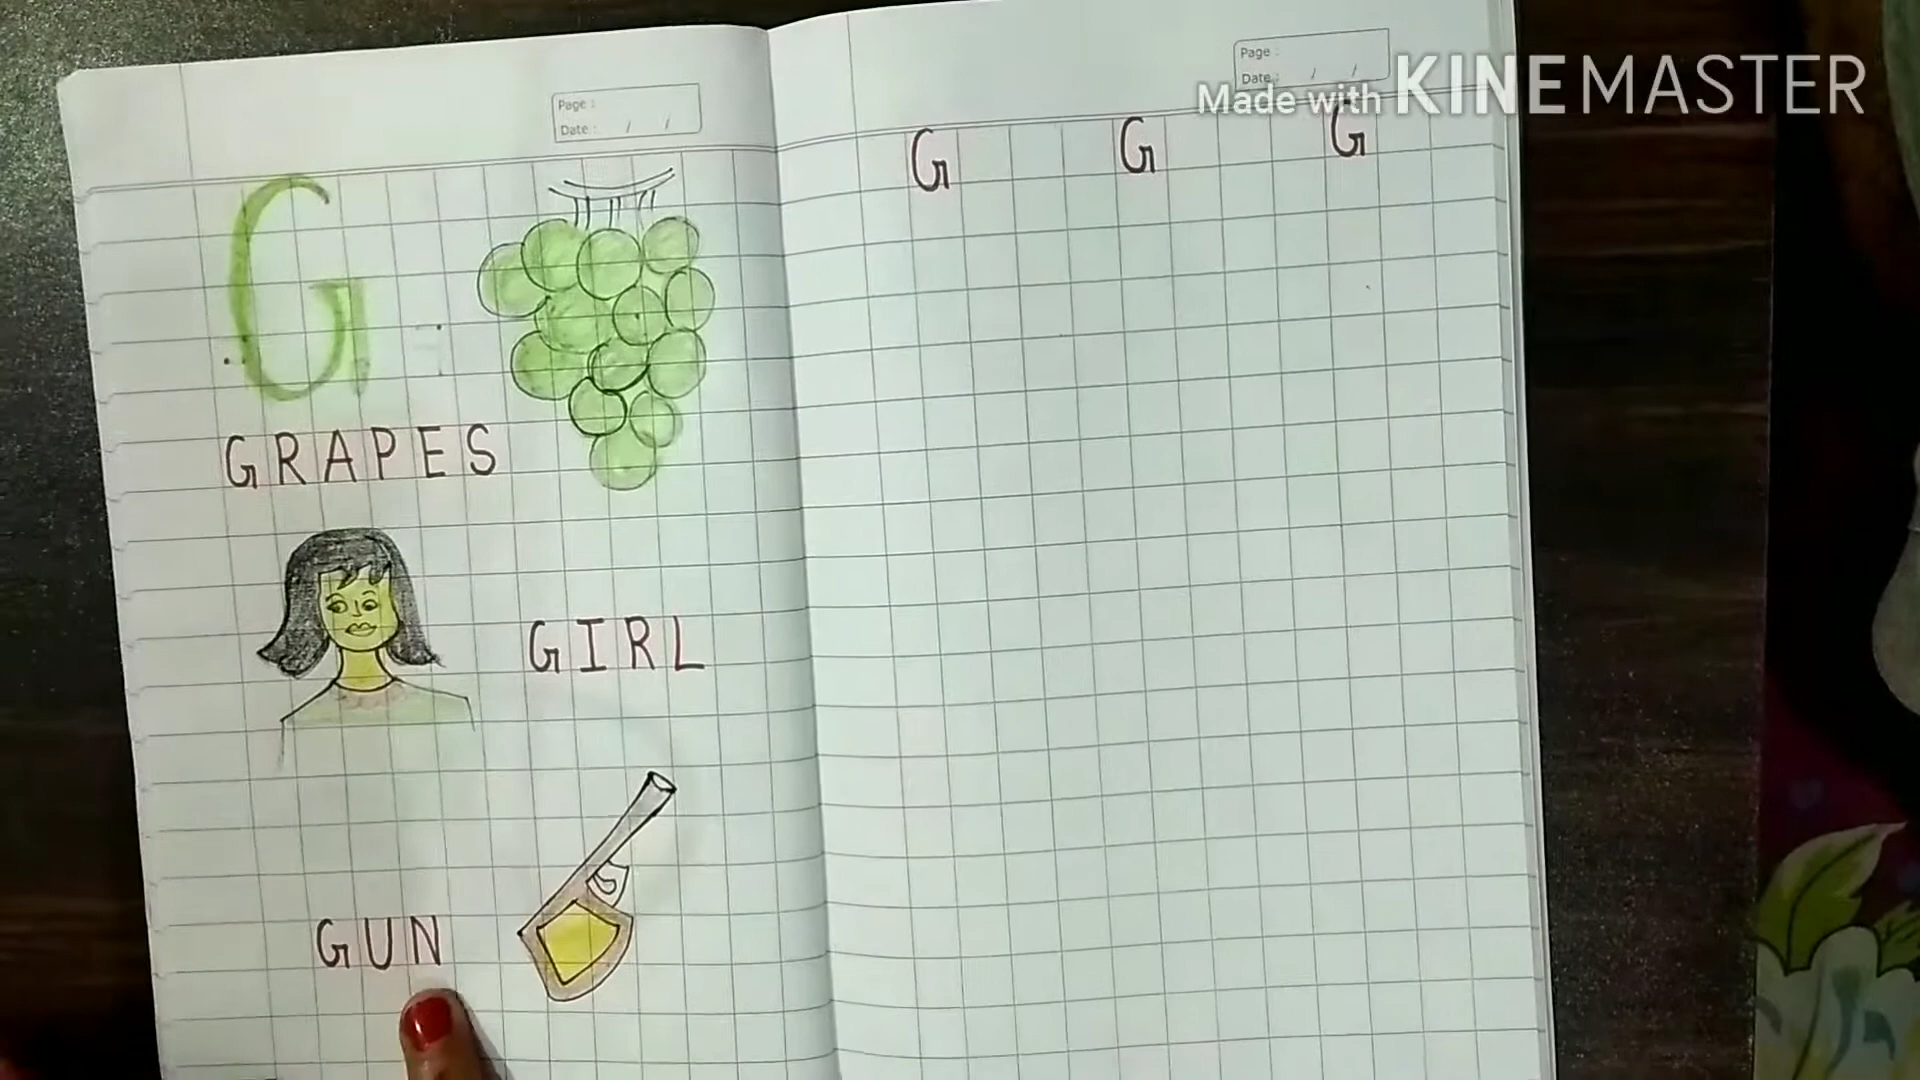 Page :
Date : / /
G
GRAPES
GIRL
GUN
Page :
Date : / /
Made with KINEMASTER
G G G